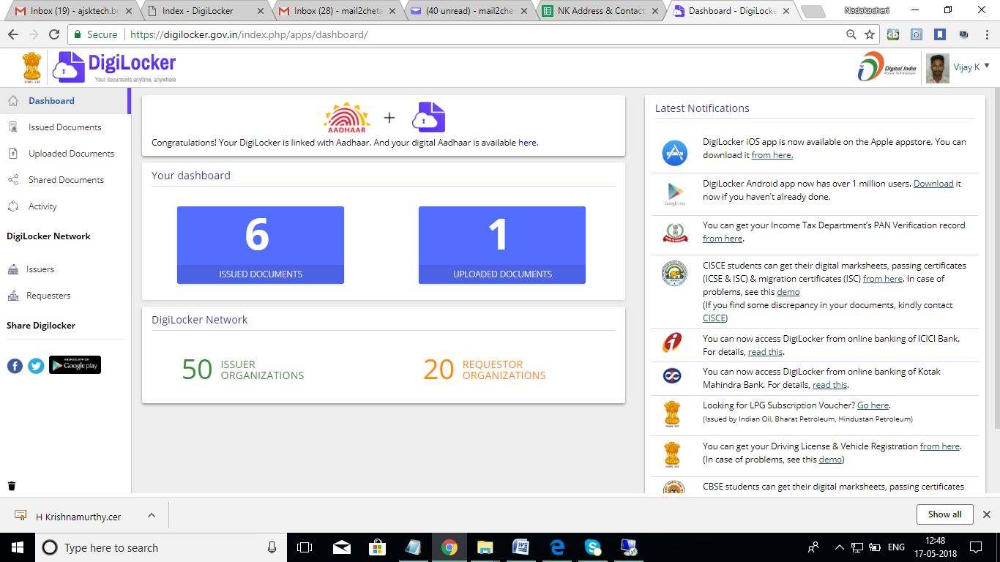 Inbox (19) - ajsktech.br
Index - DigiLocker
Inbox (28) - mail2cheta
(40 unread) - mail2che
NK Address & Contact
Dashboard - DigiLocke
Nadakacheri
Secure
https://digilocker.gov.in/index.php/apps/dashboard/
DigiLocker
Your documents anytime, anywhere
Digital India
Power To Empower
Vijay K
Dashboard
Issued Documents
Uploaded Documents
Shared Documents
Activity
DigiLocker Network
Issuers
Requesters
Share Digilocker
ANDROID APP ON
Google play
AADHAAR
+
Congratulations! Your DigiLocker is linked with Aadhaar. And your digital Aadhaar is available here.
Your dashboard
6
ISSUED DOCUMENTS
1
UPLOADED DOCUMENTS
DigiLocker Network
50 ISSUER
ORGANIZATIONS
20 REQUESTOR
ORGANIZATIONS
Latest Notifications
DigiLocker iOS app is now available on the Apple appstore. You can
download it from here.
Google play
DigiLocker Android app now has over 1 million users. Download it
now if you haven't already done.
You can get your Income Tax Department's PAN Verification record
from here.
CISCE students can get their digital marksheets, passing certificates
(ICSE & ISC) & migration certificates (ISC) from here. In case of
problems, see this demo
(If you find some discrepancy in your documents, kindly contact
CISCE)
You can now access DigiLocker from online banking of ICICI Bank.
For details, read this.
You can now access DigiLocker from online banking of Kotak
Mahindra Bank. For details, read this.
Looking for LPG Subscription Voucher? Go here.
(Issued by Indian Oil, Bharat Petroleum, Hindustan Petroleum)
You can get your Driving License & Vehicle Registration from here.
(In case of problems, see this demo)
CBSE students can get their digital marksheets, passing certificates
H Krishnamurthy.cer
Show all
Type here to search
ENG
12:48
17-05-2018